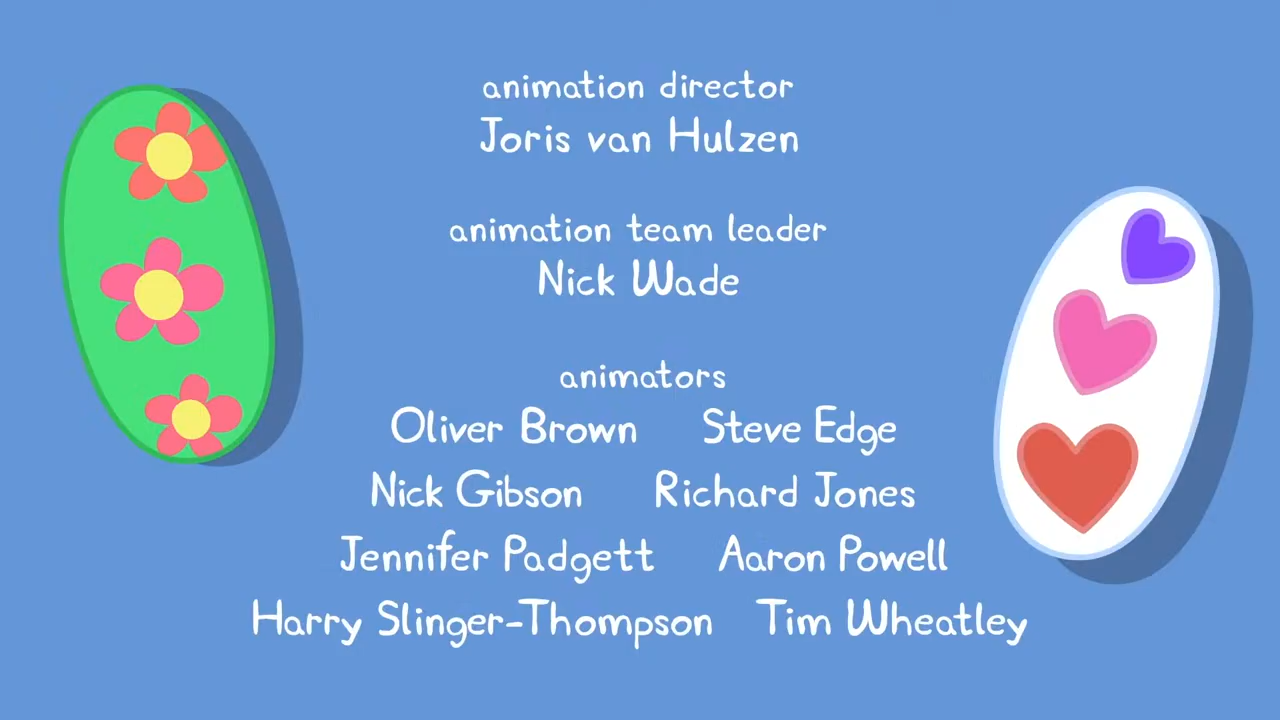 animation director
Joris van Hulzen
animation team leader
Nick Wade
animators
Oliver Brown Steve Edge
Nick Gibson Richard Jones
Jennifer Padgett Aaron Powell
Harry Slinger-Thompson Tim Wheatley